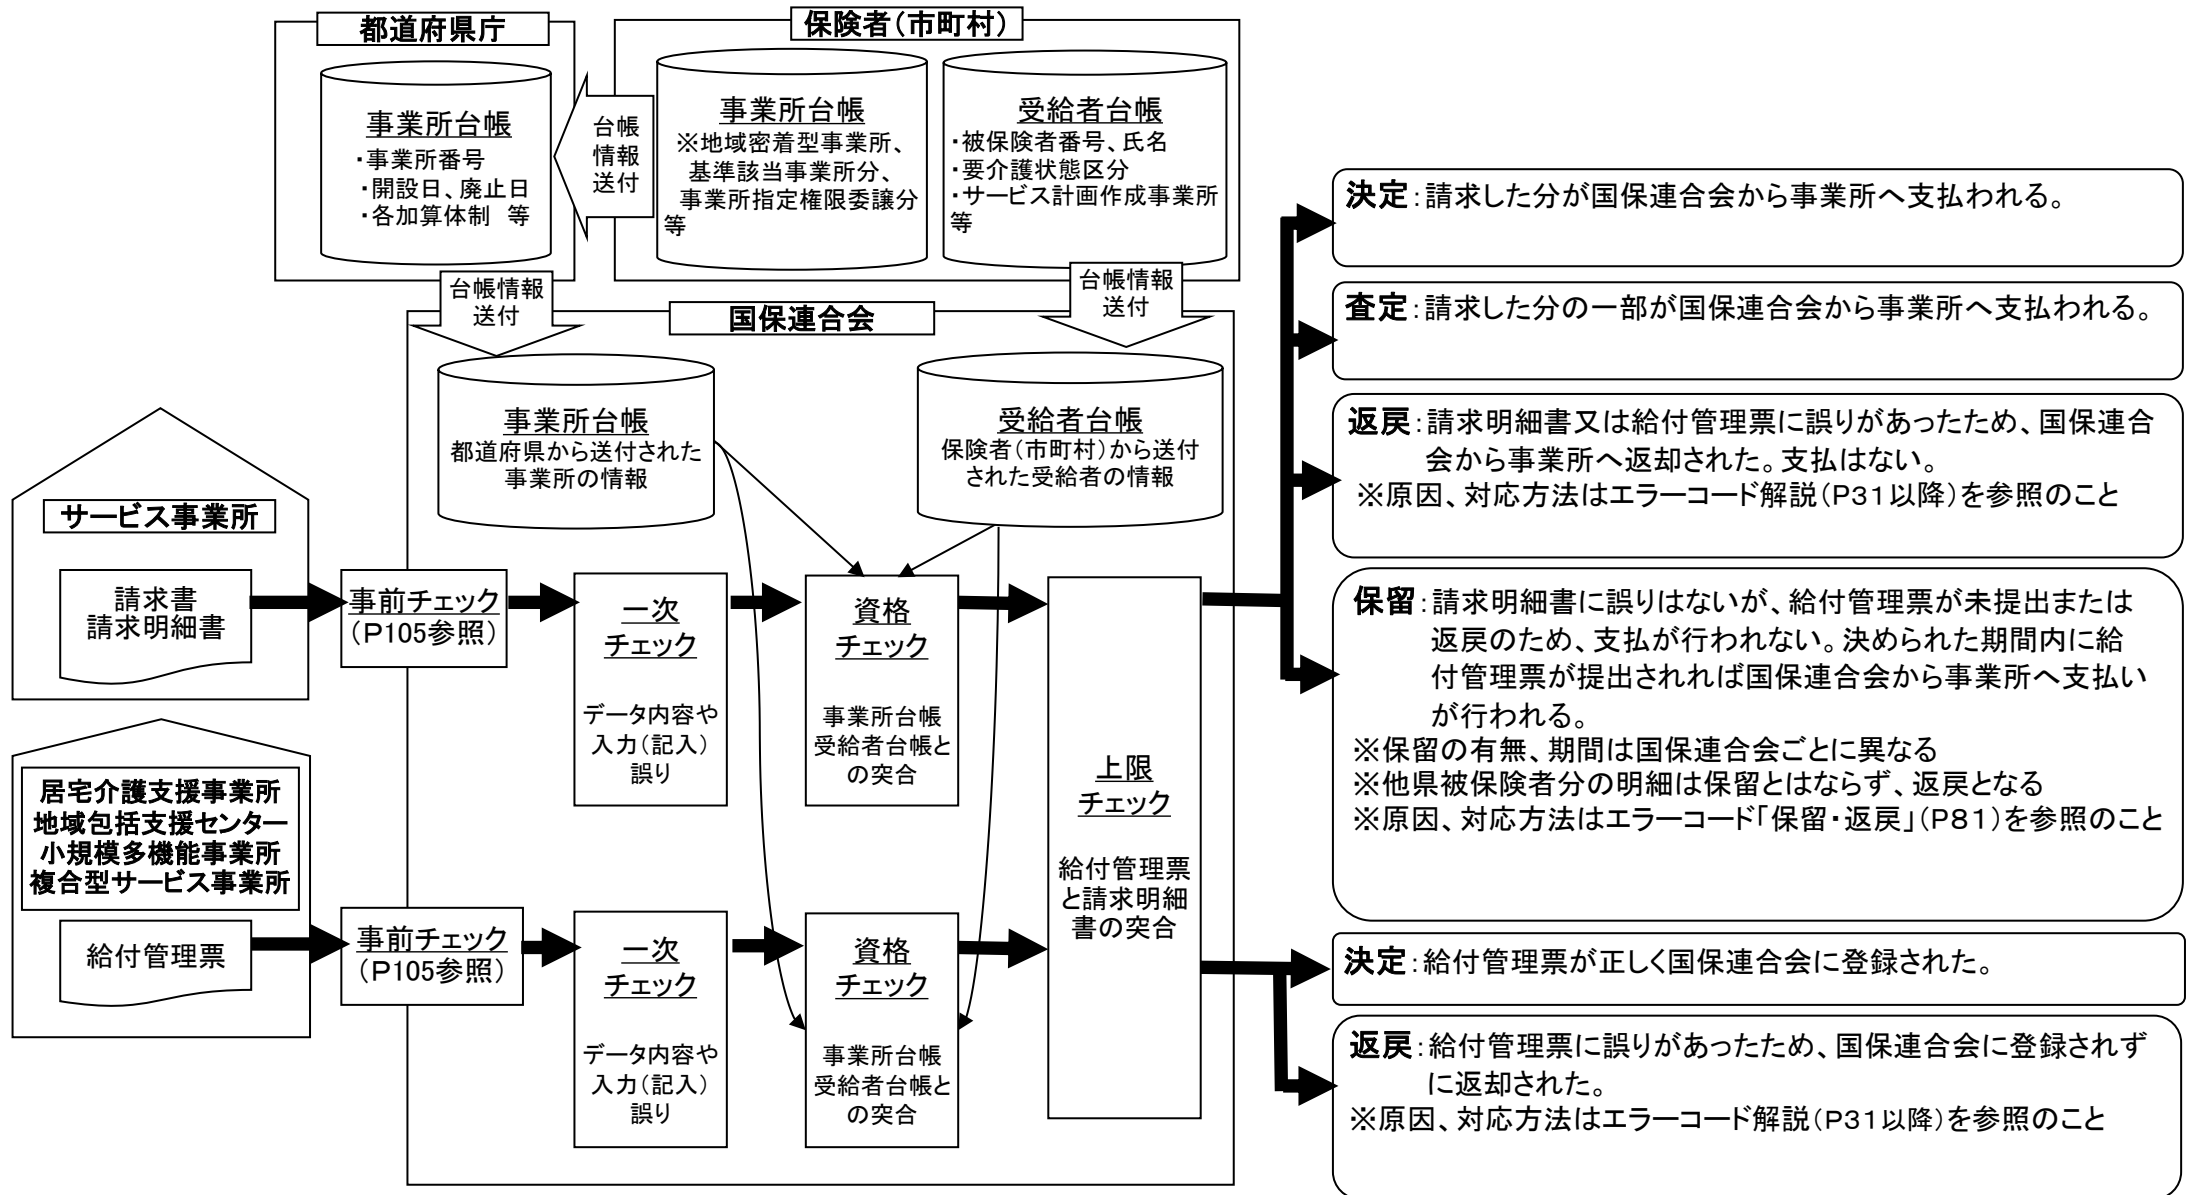 都道府県庁
事業所台帳
・事業所番号
・開設日、廃止日
・各加算体制　等
台帳
情報
送付
保険者（市町村）
事業所台帳
※地域密着型事業所、
基準該当事業所分、
事業所指定権限委譲分
等
受給者台帳
・被保険者番号、氏名
・要介護状態区分
・サービス計画作成事業所
等
台帳情報
送付
台帳情報
送付
国保連合会
事業所台帳
都道府県から送付された
事業所の情報
受給者台帳
保険者（市町村）から送付
された受給者の情報
サービス事業所
請求書
請求明細書
事前チェック
（P105参照）
一次
チェック
データ内容や
入力（記入）
誤り
資格
チェック
事業所台帳
受給者台帳と
の突合
居宅介護支援事業所
地域包括支援センター
小規模多機能事業所
複合型サービス事業所
給付管理票
事前チェック
（P105参照）
一次
チェック
データ内容や
入力（記入）
誤り
資格
チェック
事業所台帳
受給者台帳と
の突合
上限
チェック
給付管理票
と請求明細
書の突合
決定：請求した分が国保連合会から事業所へ支払われる。
査定：請求した分の一部が国保連合会から事業所へ支払われる。
返戻：請求明細書又は給付管理票に誤りがあったため、国保連合
会から事業所へ返却された。支払はない。
※原因、対応方法はエラーコード解説（P31以降）を参照のこと
保留：請求明細書に誤りはないが、給付管理票が未提出または
返戻のため、支払が行われない。決められた期間内に給
付管理票が提出されれば国保連合会から事業所へ支払い
が行われる。
※保留の有無、期間は国保連合会ごとに異なる
※他県被保険者分の明細は保留とはならず、返戻となる
※原因、対応方法はエラーコード「保留・返戻」（P81）を参照のこと
決定：給付管理票が正しく国保連合会に登録された。
返戻：給付管理票に誤りがあったため、国保連合会に登録されず
に返却された。
※原因、対応方法はエラーコード解説（P31以降）を参照のこと